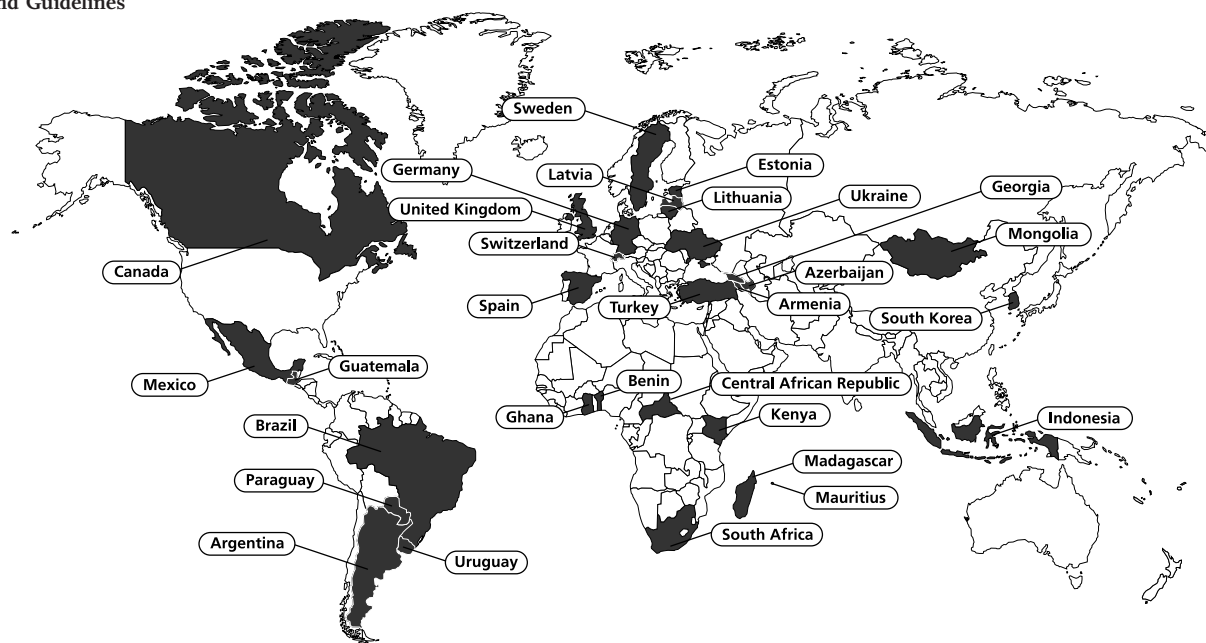 nd Guidelines
Sweden
Germany
Latvia
Estonia
Georgia
United Kingdom
Lithuania
Ukraine
Switzerland
Mongolia
Canada
Azerbaijan
Spain
Turkey
Armenia
South Korea
Mexico
Guatemala
Benin
Central African Republic
Ghana
Kenya
Indonesia
Brazil
Madagascar
Paraguay
Mauritius
Argentina
South Africa
Uruguay